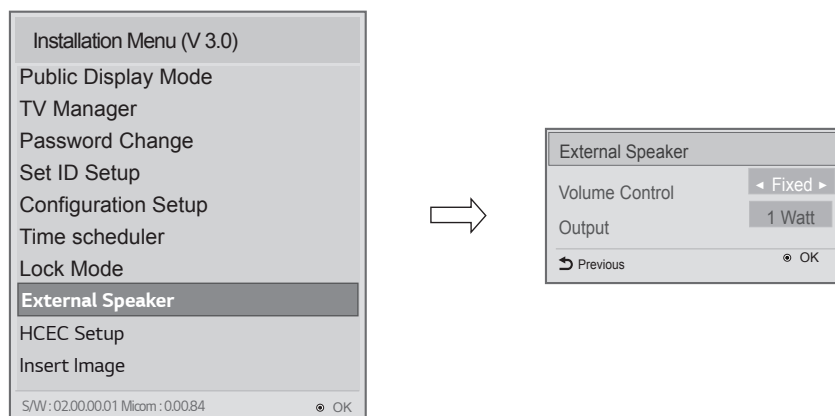 Installation Menu (V 3.0)
Public Display Mode
TV Manager
Password Change
Set ID Setup
Configuration Setup
Time scheduler
Lock Mode
External Speaker
HCEC Setup
Insert Image
S/W : 02.00.00.01 Micom : 0.00.84 ◉ OK
External Speaker
Volume Control ◄ Fixed ►
Output 1 Watt
Previous ◉ OK